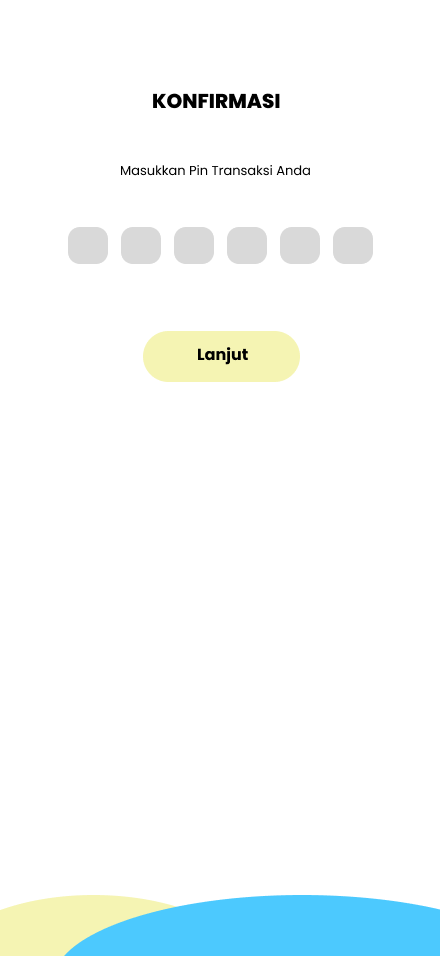 KONFIRMASI
Masukkan Pin Transaksi Anda
Lanjut